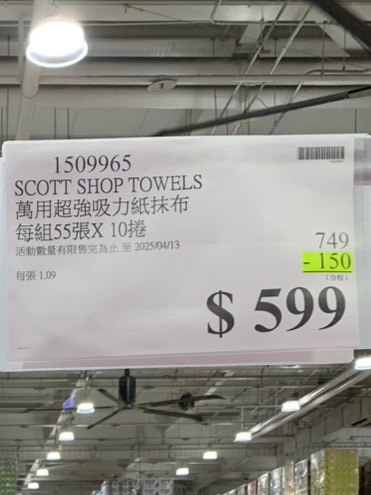 1509965
SCOTT SHOP TOWELS
萬用超強吸力紙抹布
每組55張X 10捲
活動數量有限售完為止 至 2025/04/13
749
- 150
(含稅)
每張 1.09
$ 599